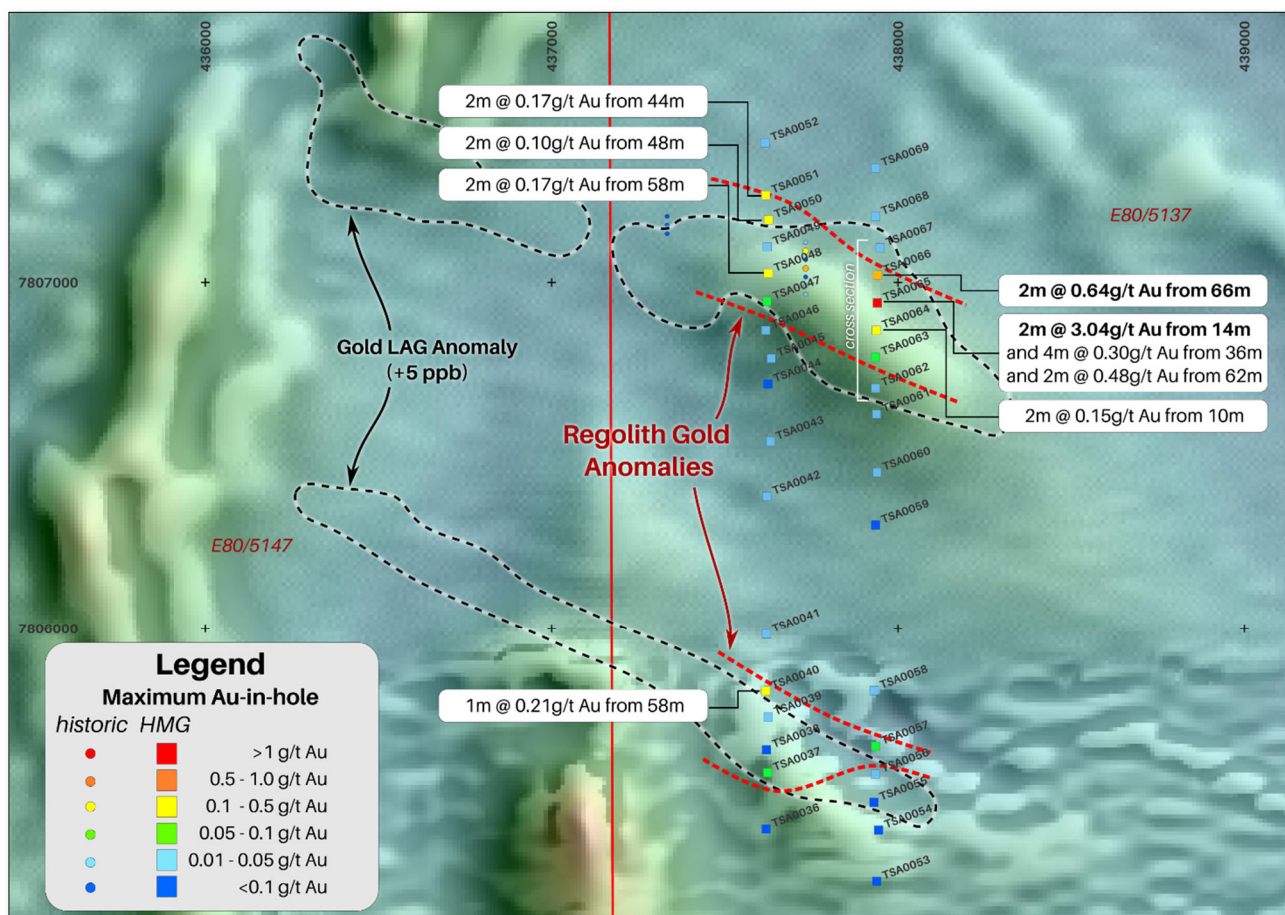 436000
437000
438000
439000
2m @ 0.17g/t Au from 44m
2m @ 0.10g/t Au from 48m
2m @ 0.17g/t Au from 58m
TSA0052
TSA0051
TSA0050
TSA0049
TSA0048
TSA0047
TSA0046
TSA0045
TSA0044
TSA0043
TSA0042
TSA0069
TSA0068
TSA0067
TSA0066
TSA0065
TSA0064
TSA0063
TSA0062
TSA0061
TSA0060
TSA0059
E80/5137
7807000
cross section
2m @ 0.64g/t Au from 66m
2m @ 3.04g/t Au from 14m
and 4m @ 0.30g/t Au from 36m
and 2m @ 0.48g/t Au from 62m
2m @ 0.15g/t Au from 10m
Gold LAG Anomaly
(+5 ppb)
Regolith Gold
Anomalies
E80/5147
7806000
TSA0041
TSA0040
TSA0039
TSA0038
TSA0037
TSA0036
TSA0058
TSA0057
TSA0056
TSA0055
TSA0054
TSA0053
1m @ 0.21g/t Au from 58m
Legend
Maximum Au-in-hole
historic HMG
>1 g/t Au
0.5 - 1.0 g/t Au
0.1 - 0.5 g/t Au
0.05 - 0.1 g/t Au
0.01 - 0.05 g/t Au
<0.1 g/t Au